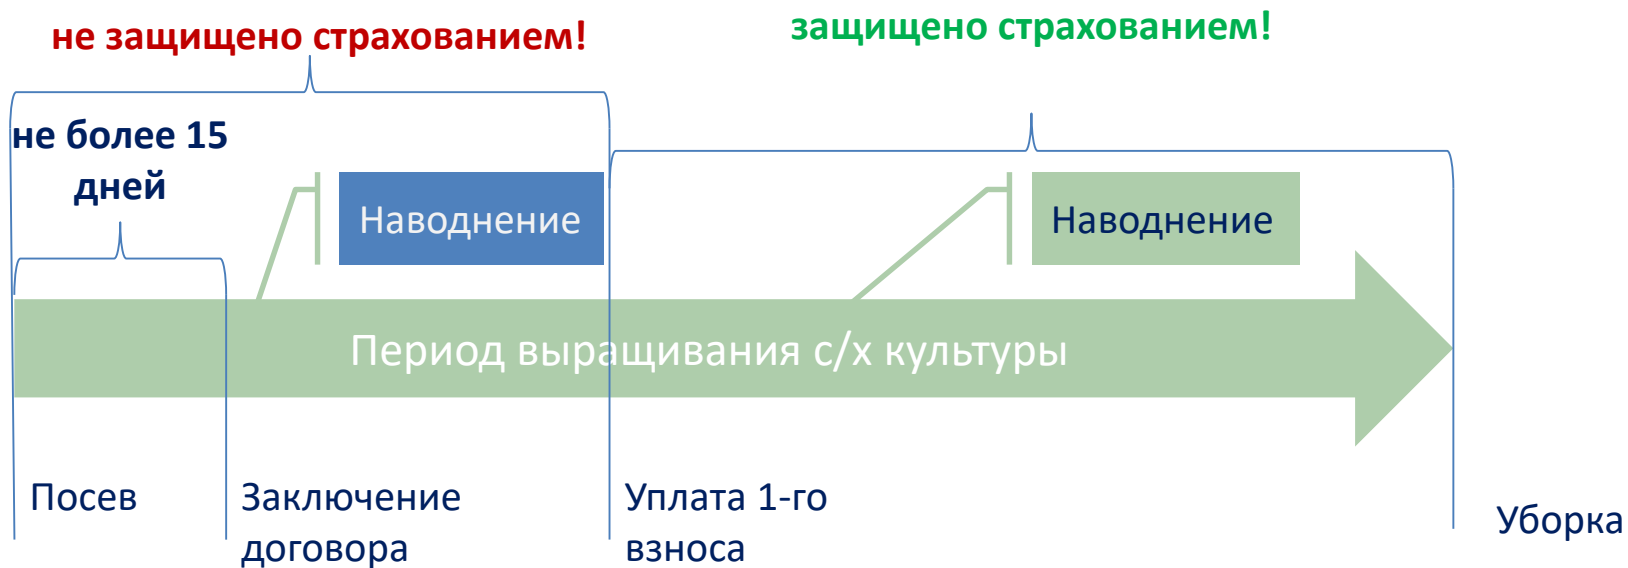 не защищено страхованием!
защищено страхованием!
не более 15
дней
Наводнение
Наводнение
Период выращивания с/х культуры
Посев
Заключение
договора
Уплата 1-го
взноса
Уборка